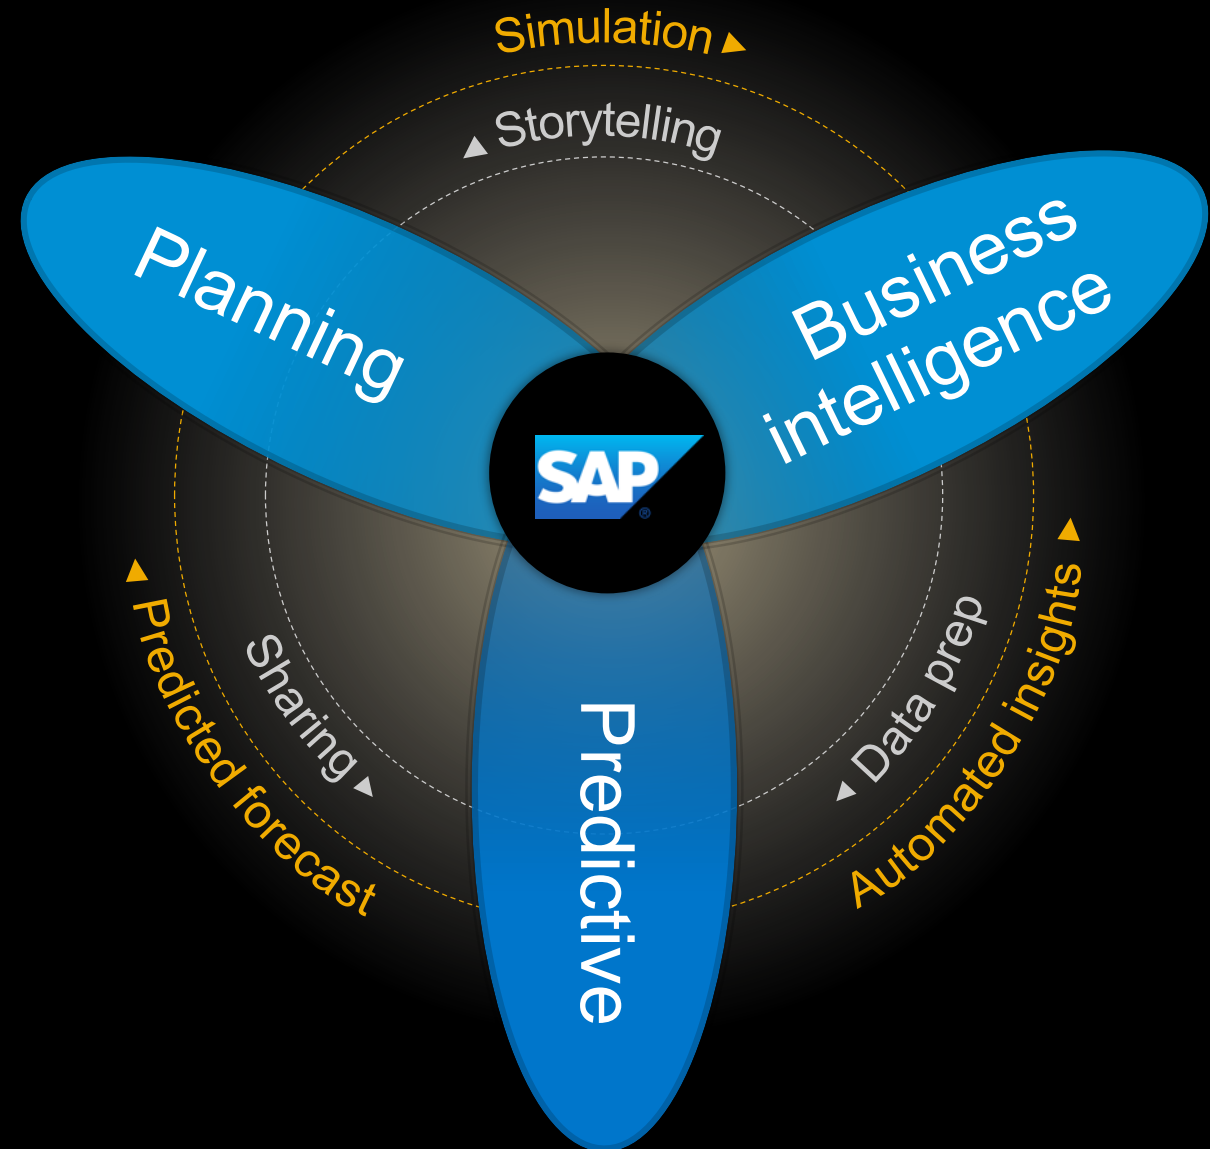 Simulation
Storytelling
Planning
Business
intelligence
SAP
®
Predicted forecast
Sharing
Data prep
Automated insights
Predictive